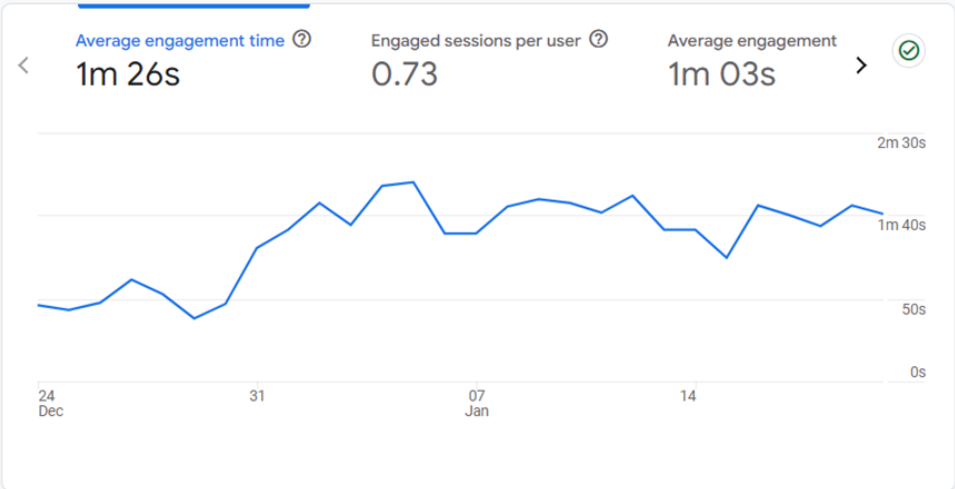 Average engagement time
1m 26s
Engaged sessions per user
0.73
Average engagement
1m 03s
2m 30s
1m 40s
50s
0s
24
Dec
31
07
Jan
14